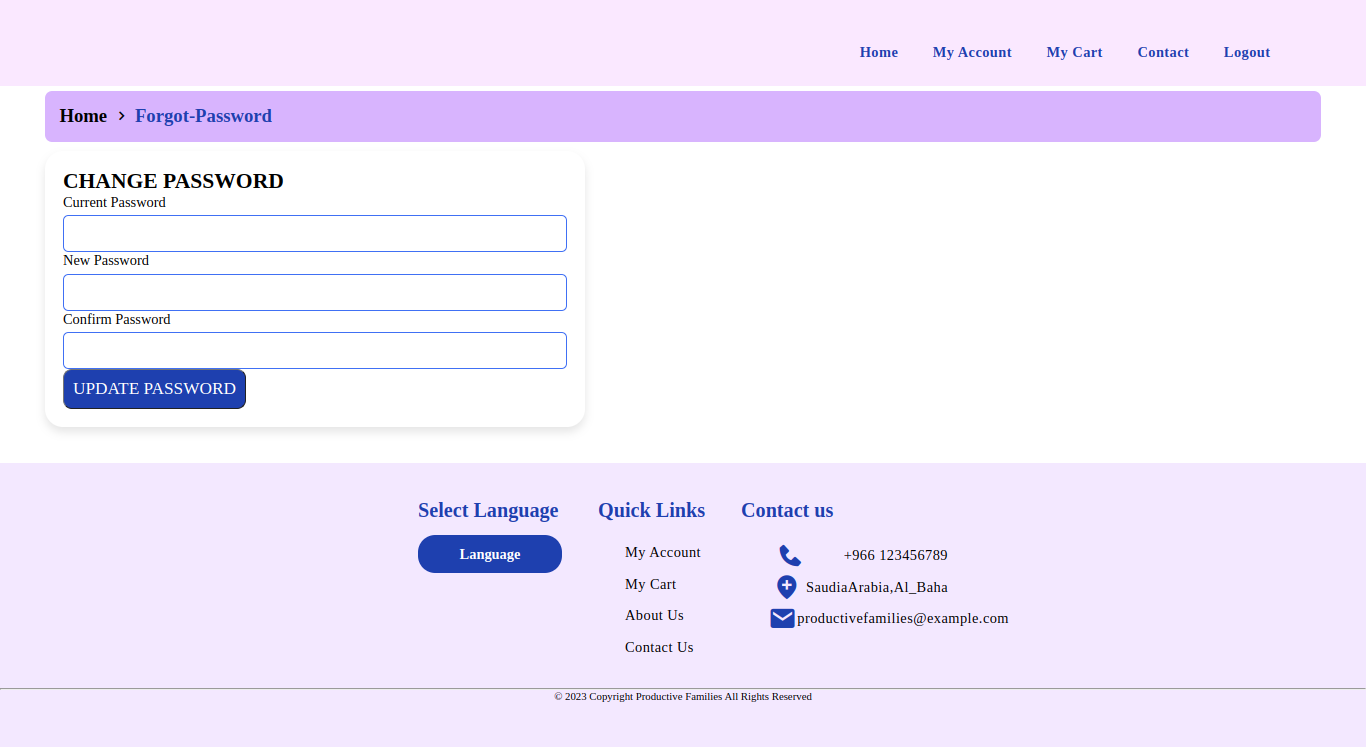 Home My Account My Cart Contact Logout
Home > Forgot-Password
CHANGE PASSWORD
Current Password
New Password
Confirm Password
UPDATE PASSWORD
Select Language
Language
Quick Links
My Account
My Cart
About Us
Contact Us
Contact us
+966 123456789
SaudiaArabia,Al_Baha
productivefamilies@example.com
© 2023 Copyright Productive Families All Rights Reserved